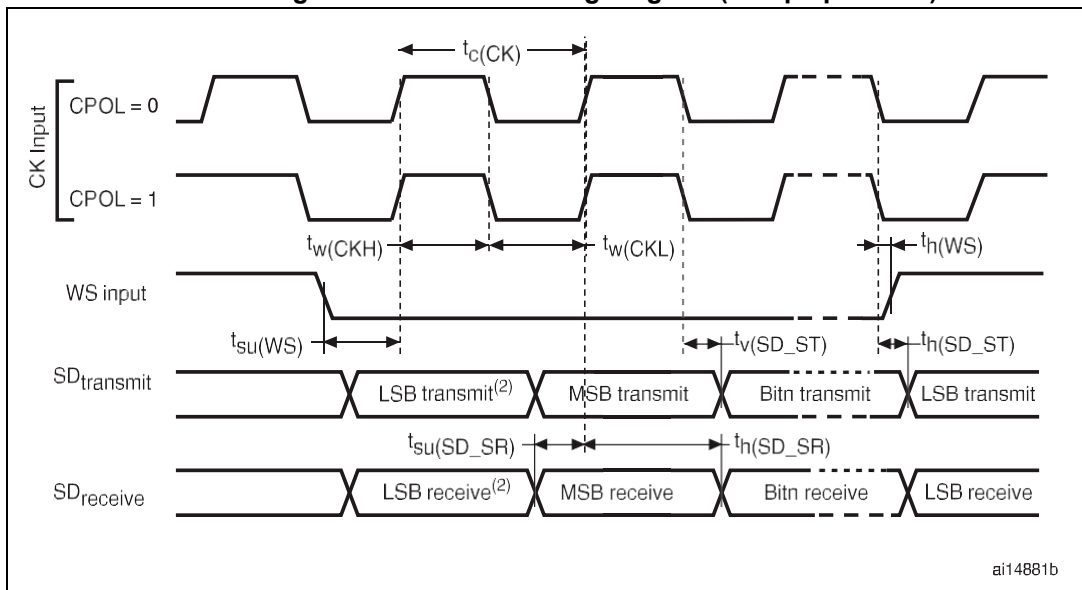 tc(CK)
CK Input
CPOL = 0
CPOL = 1
tw(CKH)
tw(CKL)
th(WS)
WS input
tsu(WS)
tv(SD_ST)
th(SD_ST)
SDtransmit
LSB transmit(2)
MSB transmit
Bitn transmit
LSB transmit
tsu(SD_SR)
th(SD_SR)
SDreceive
LSB receive(2)
MSB receive
Bitn receive
LSB receive
ai14881b